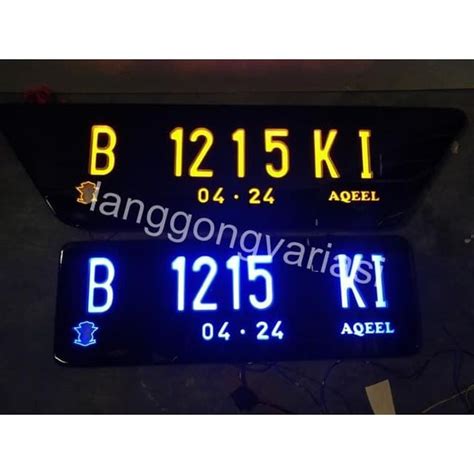 B 1215 KI
04 · 24 AQEEL
langgongvariasi
B 1215 KI
04 · 24 AQEEL